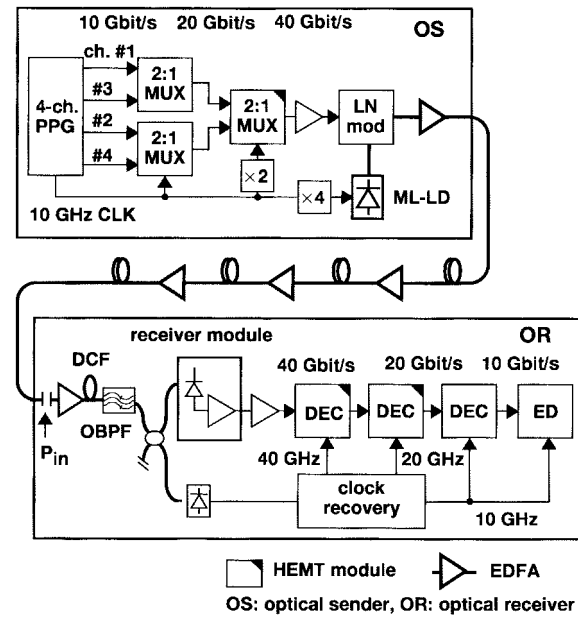 10 Gbit/s 20 Gbit/s 40 Gbit/s
OS
ch. #1
#3
#2
#4
4-ch. PPG
2:1 MUX
2:1 MUX
2:1 MUX
LN mod
×2
×4
ML-LD
10 GHz CLK
receiver module
OR
DCF
OBPF
Pin
40 Gbit/s
20 Gbit/s
10 Gbit/s
DEC
DEC
DEC
ED
40 GHz
20 GHz
clock recovery
10 GHz
HEMT module
EDFA
OS: optical sender, OR: optical receiver